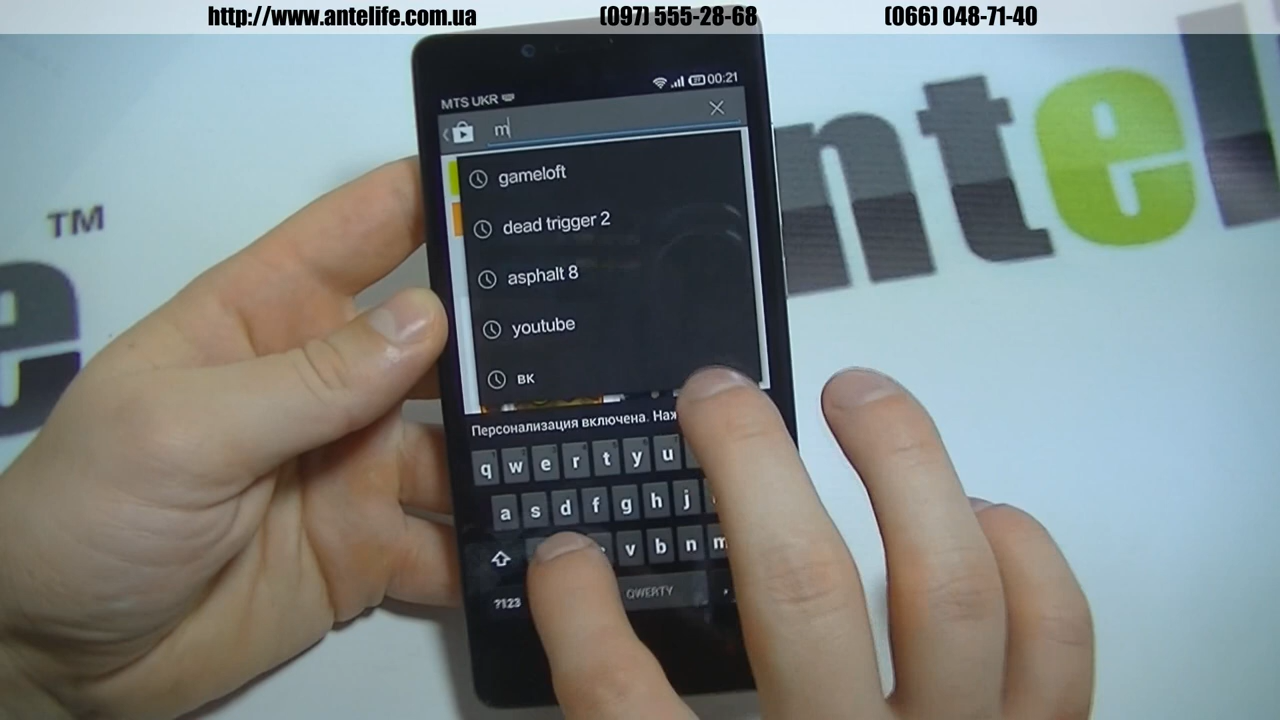 http://www.antelife.com.ua (097) 555-28-68 (066) 048-71-40
MTS UKR 00:21
m
gameloft
dead trigger 2
asphalt 8
youtube
вк
Персонализация включена.
q w e r t y u
a s d f g h j
v b n m
?123 QWERTY
TM
e
ntel